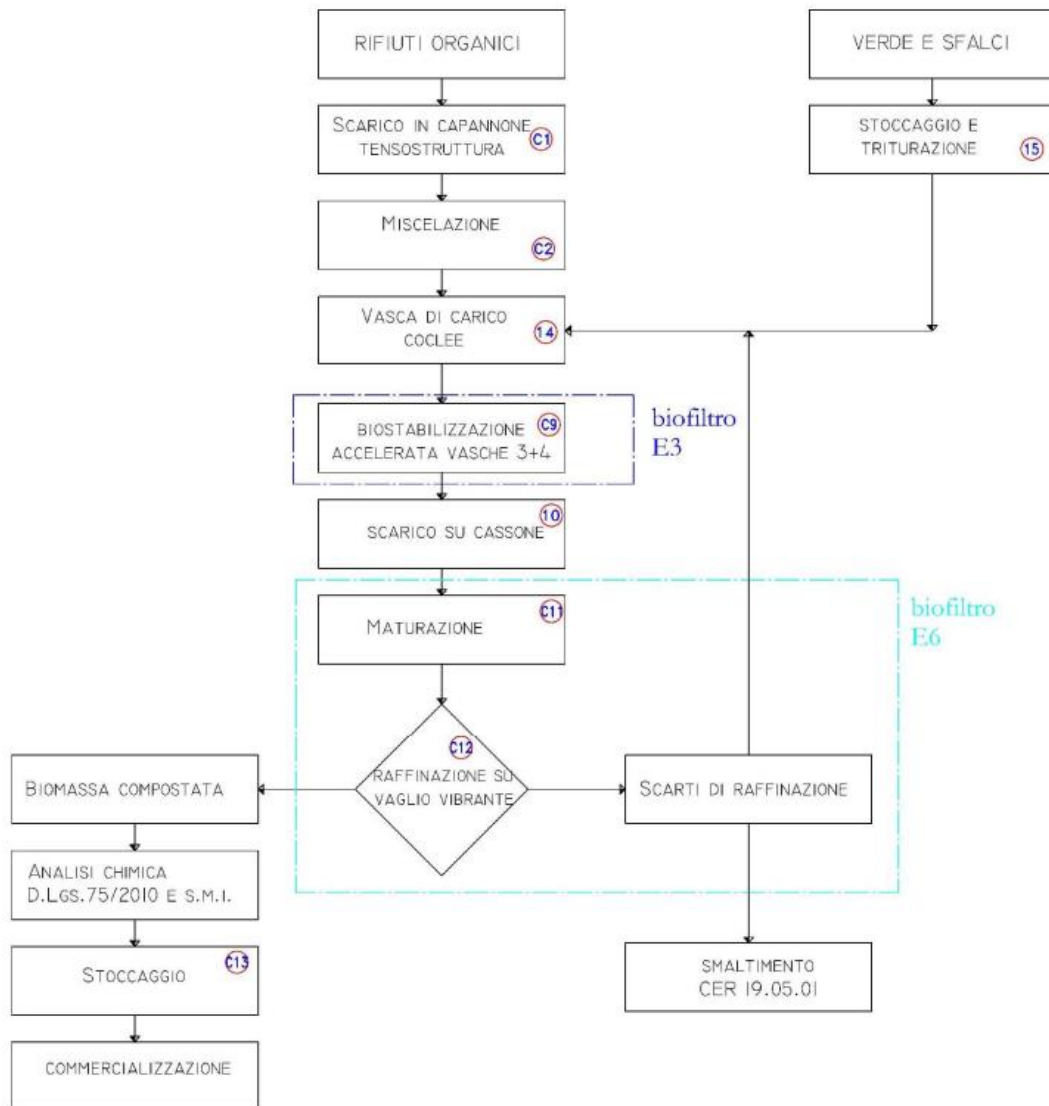 RIFIUTI ORGANICI
VERDE E SFALCI
SCARICO IN CAPANNONE
TENSOSTRUTTURA
C1
STOCCAGGIO E
TRITURAZIONE
15
MISCELAZIONE
C2
VASCA DI CARICO
COCLEE
14
BIOSTABILIZZAZIONE
ACCELERATA VASCHE 3+4
C9
biofiltro
E3
SCARICO SU CASSONE
10
MATURAZIONE
C11
biofiltro
E6
C12
RAFFINAZIONE SU
VAGLIO VIBRANTE
BIOMASSA COMPOSTATA
SCARTI DI RAFFINAZIONE
ANALISI CHIMICA
D.LGS.75/2010 E S.M.I.
STOCCAGGIO
C13
SMALTIMENTO
CER 19.05.01
COMMERCIALIZZAZIONE